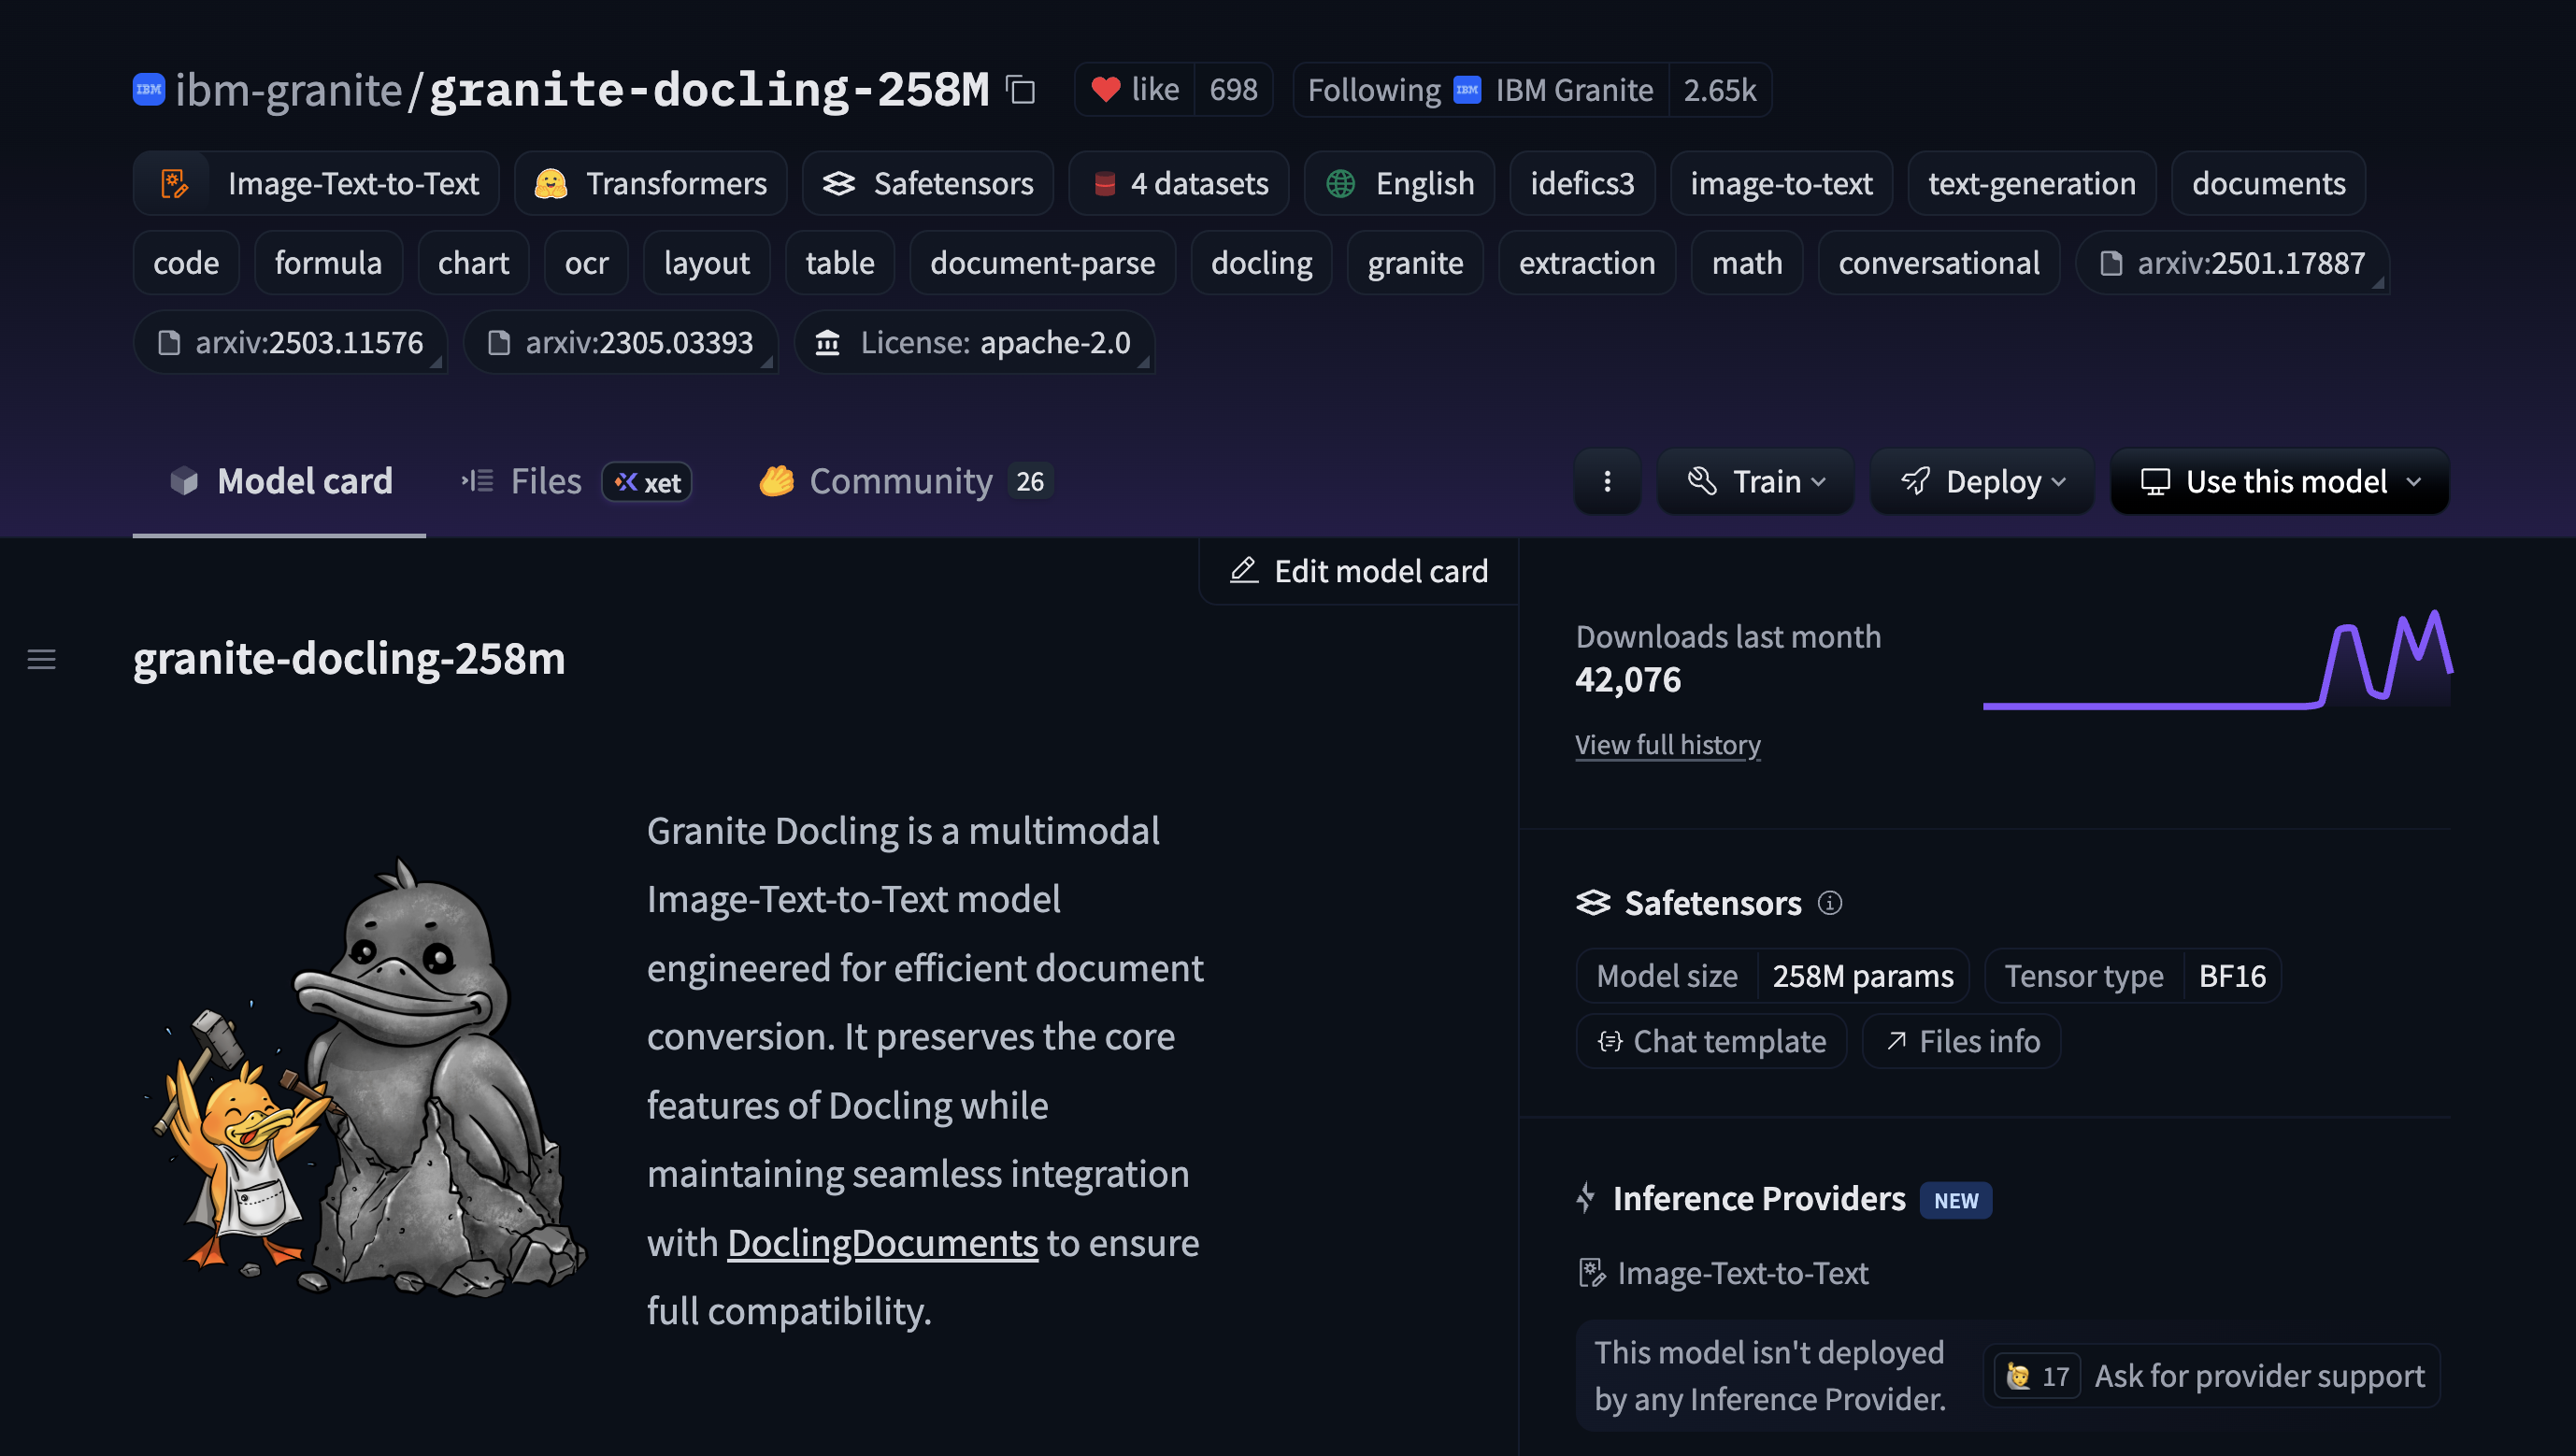 IBM ibm-granite/granite-docling-258M like 698 Following IBM IBM Granite 2.65k
Image-Text-to-Text Transformers Safetensors 4 datasets English idefics3 image-to-text text-generation documents
code formula chart ocr layout table document-parse docling granite extraction math conversational arxiv:2501.17887
arxiv:2503.11576 arxiv:2305.03393 License: apache-2.0
Model card Files xet Community 26 Train Deploy Use this model
Edit model card
granite-docling-258m
Granite Docling is a multimodal
Image-Text-to-Text model
engineered for efficient document
conversion. It preserves the core
features of Docling while
maintaining seamless integration
with DoclingDocuments to ensure
full compatibility.
Downloads last month
42,076
View full history
Safetensors
Model size 258M params Tensor type BF16
Chat template Files info
Inference Providers NEW
Image-Text-to-Text
This model isn't deployed
by any Inference Provider.
17 Ask for provider support